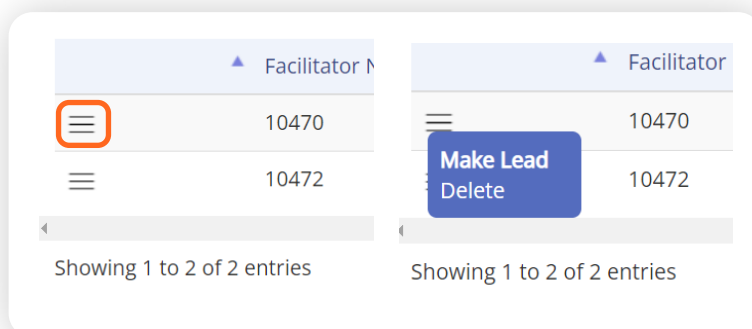 Facilitator N
10470
10472
Showing 1 to 2 of 2 entries
Facilitator
10470
Make Lead
Delete
10472
Showing 1 to 2 of 2 entries